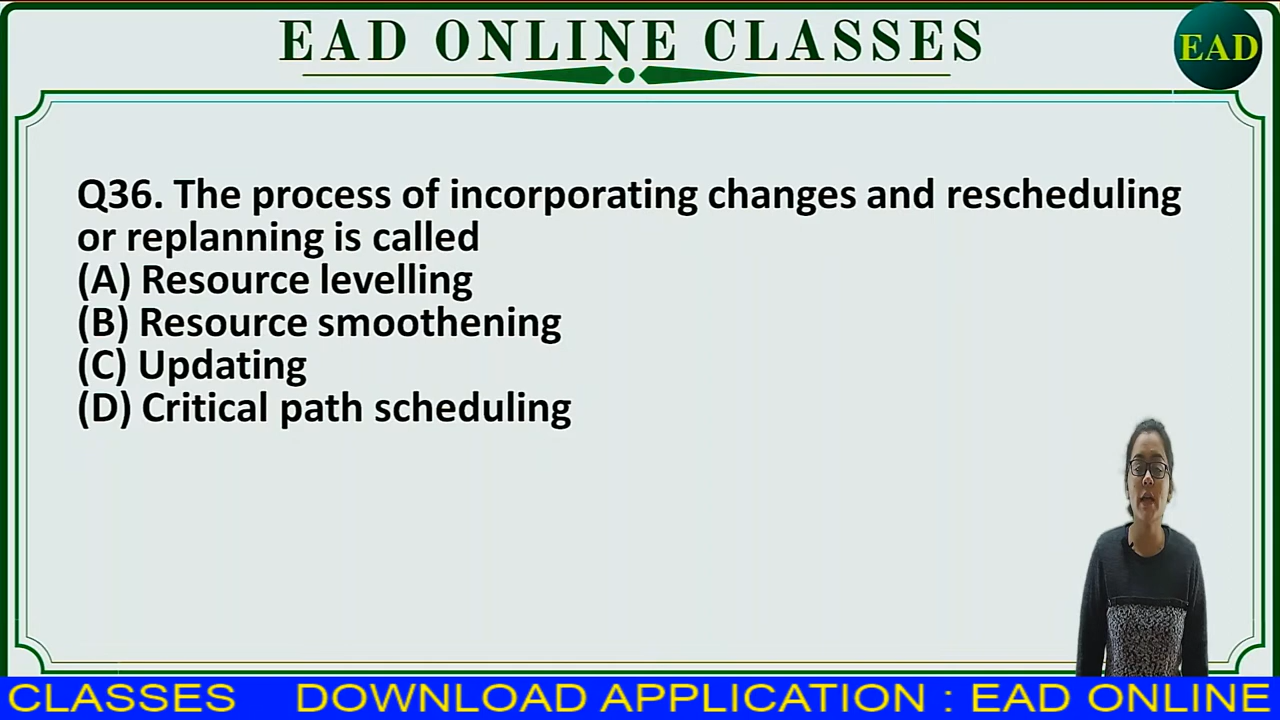 EAD ONLINE CLASSES
EAD
Q36. The process of incorporating changes and rescheduling
or replanning is called
(A) Resource levelling
(B) Resource smoothening
(C) Updating
(D) Critical path scheduling
CLASSES DOWNLOAD APPLICATION : EAD ONLINE